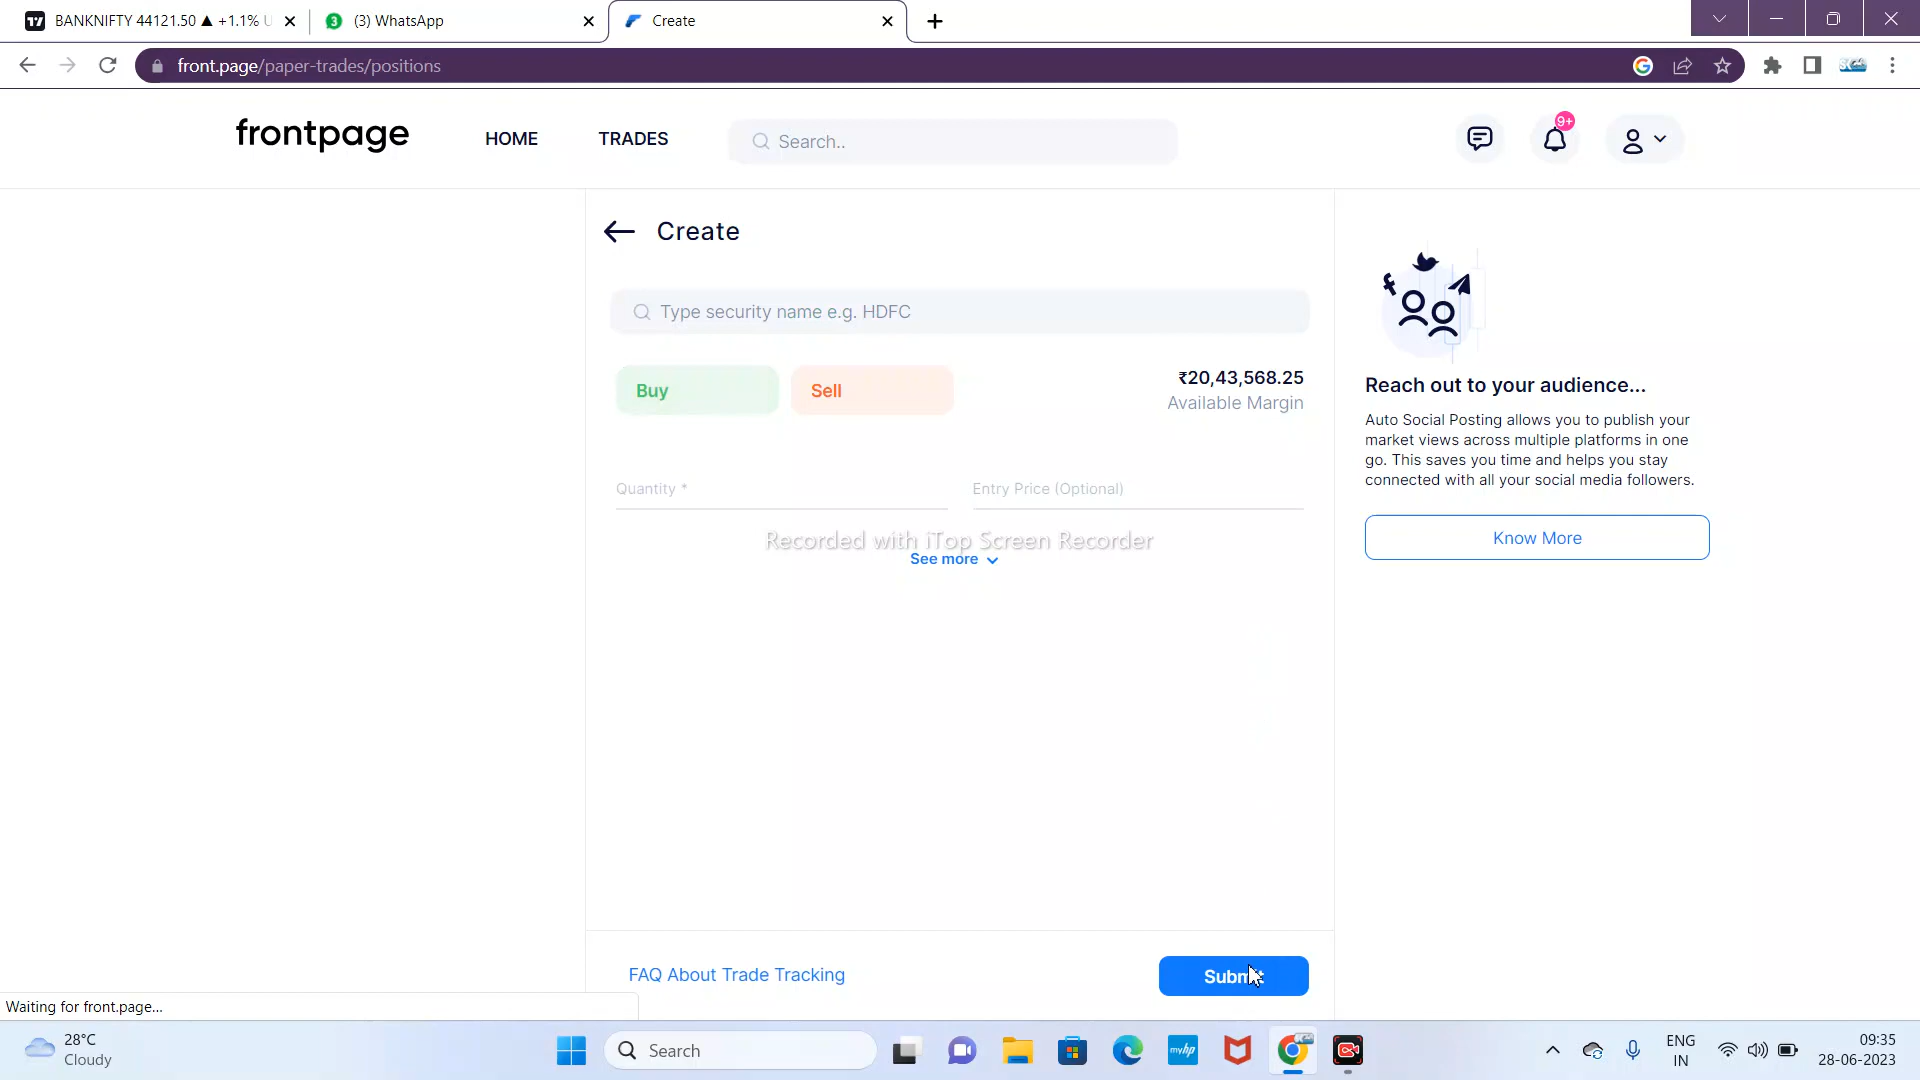 BANKNIFTY 44121.50 ▲ +1.1% U
3 (3) WhatsApp
Create
front.page/paper-trades/positions
frontpage
HOME
TRADES
Search..
9+
Create
Type security name e.g. HDFC
Buy
Sell
₹20,43,568.25
Available Margin
Quantity *
Entry Price (Optional)
Recorded with iTop Screen Recorder
See more
Reach out to your audience...
Auto Social Posting allows you to publish your
market views across multiple platforms in one
go. This saves you time and helps you stay
connected with all your social media followers.
Know More
FAQ About Trade Tracking
Submit
Waiting for front.page...
28°C
Cloudy
Search
myhp
ENG
IN
09:35
28-06-2023